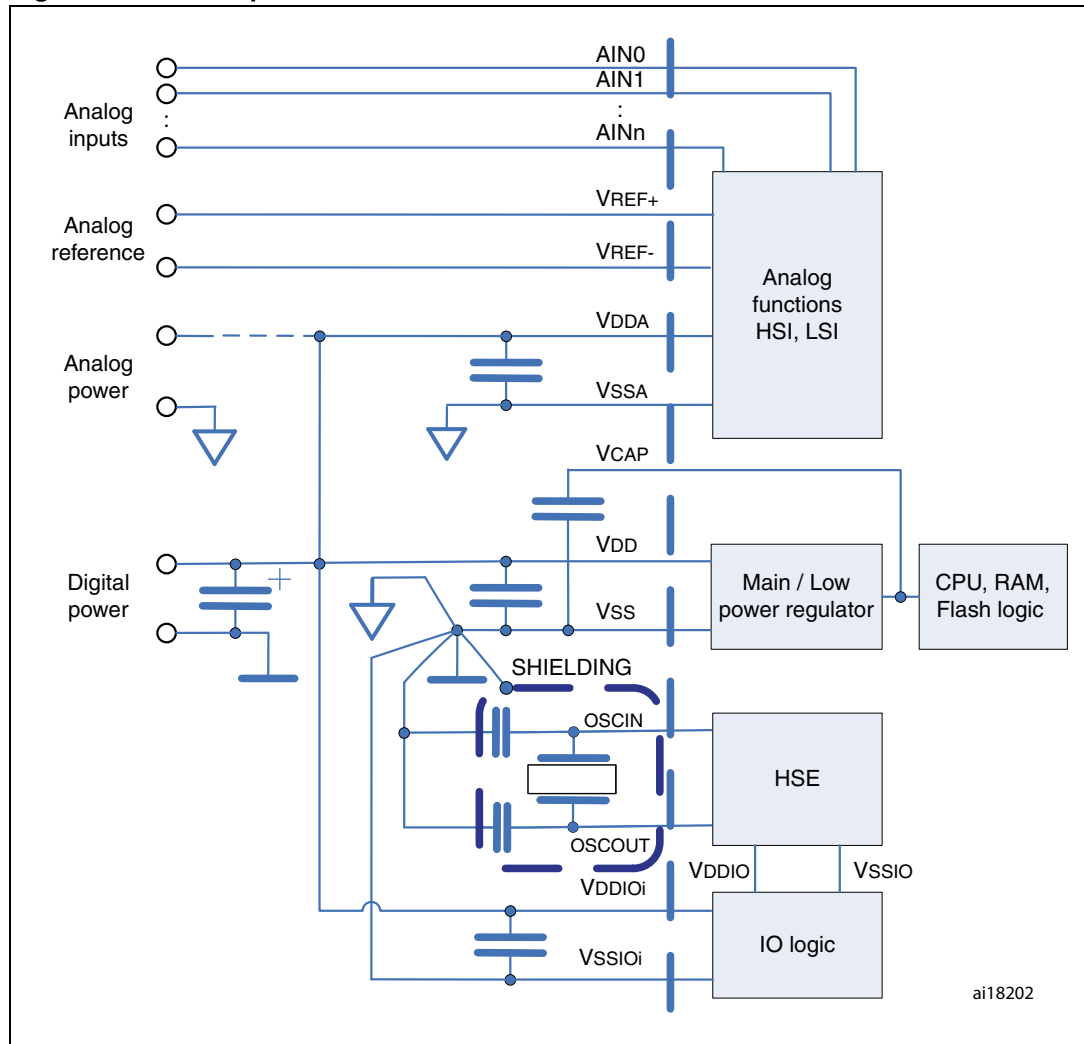 AIN0
AIN1
:
AINn
Analog
:
inputs
VREF+
Analog
reference
VREF-
Analog
functions
HSI, LSI
VDDA
Analog
power
VSSA
VCAP
VDD
+
Digital
power
Main / Low
power regulator
CPU, RAM,
Flash logic
VSS
SHIELDING
OSCIN
HSE
OSCOUT
VDDIO
VSSIO
VDDIOi
IO logic
VSSIOi
ai18202